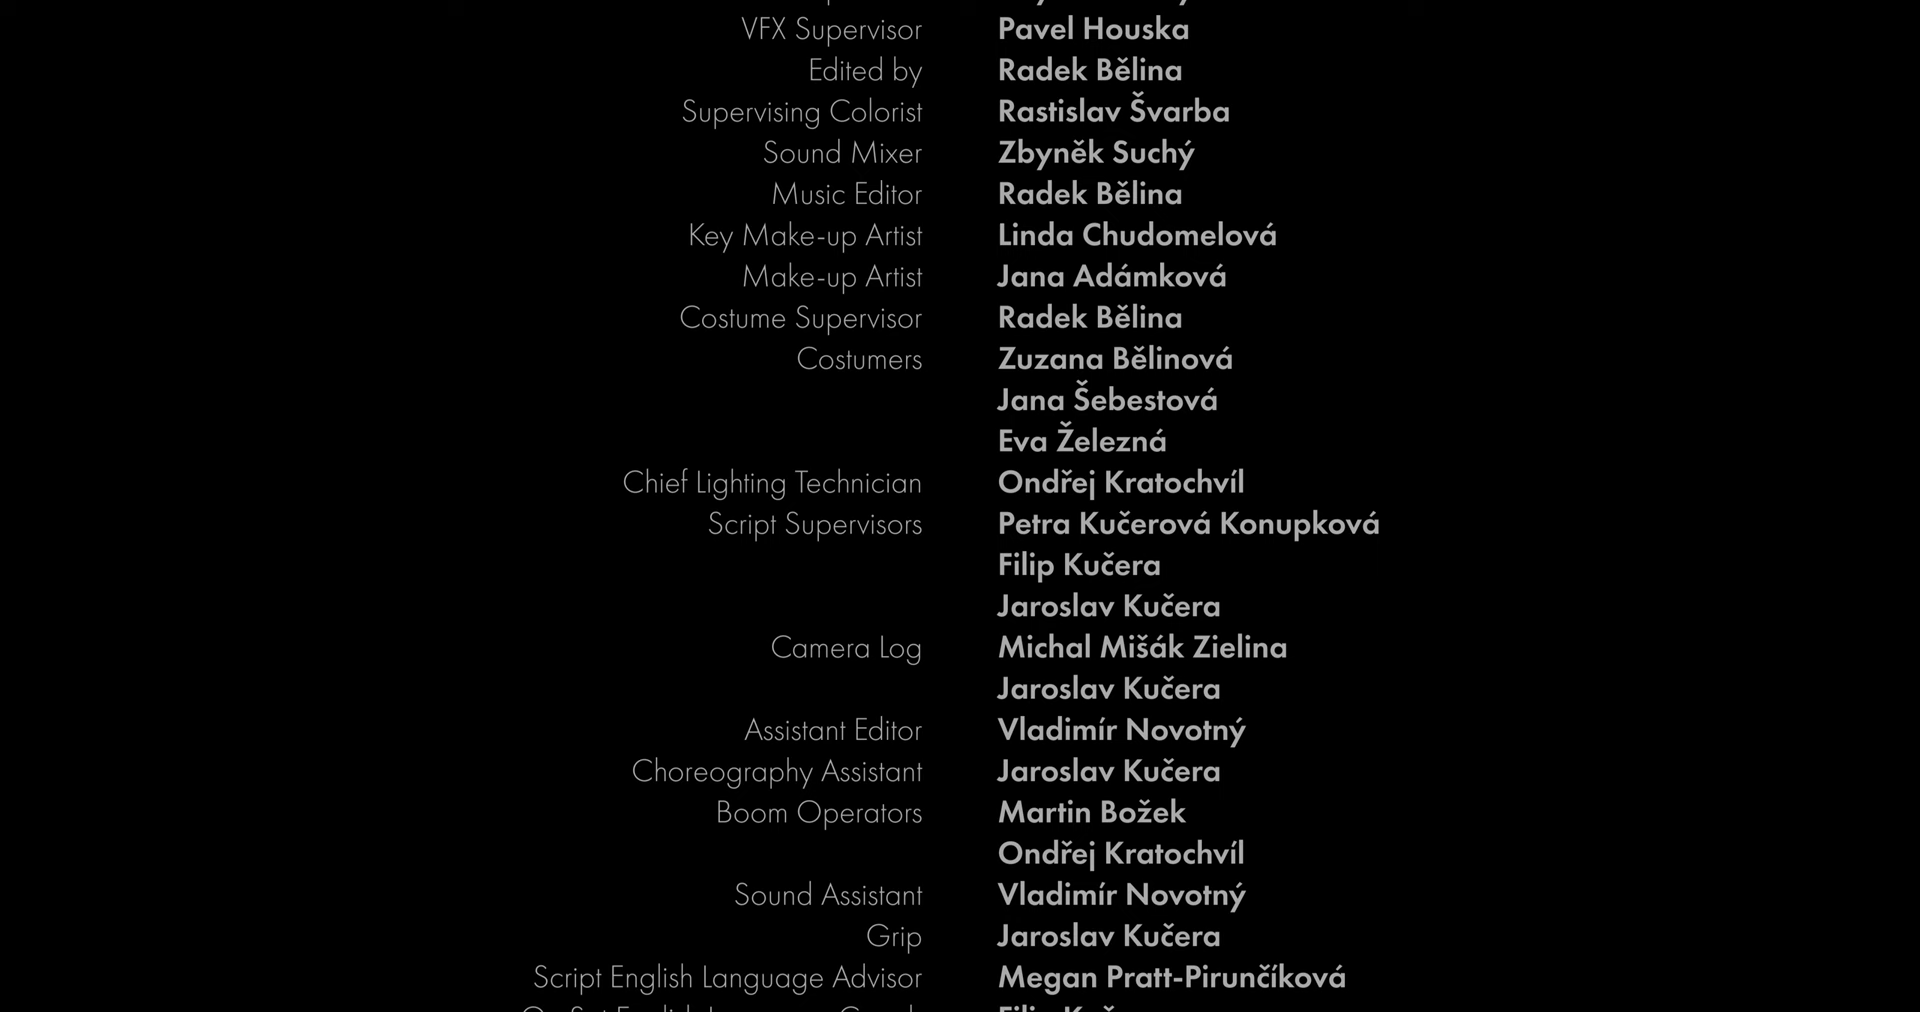 VFX Supervisor Pavel Houska
Edited by Radek Bělina
Supervising Colorist Rastislav Švarba
Sound Mixer Zbyněk Suchý
Music Editor Radek Bělina
Key Make-up Artist Linda Chudomelová
Make-up Artist Jana Adámková
Costume Supervisor Radek Bělina
Costumers Zuzana Bělinová
Jana Šebestová
Eva Železná
Chief Lighting Technician Ondřej Kratochvíl
Script Supervisors Petra Kučerová Konupková
Filip Kučera
Jaroslav Kučera
Camera Log Michal Mišák Zielina
Jaroslav Kučera
Assistant Editor Vladimír Novotný
Choreography Assistant Jaroslav Kučera
Boom Operators Martin Božek
Ondřej Kratochvíl
Sound Assistant Vladimír Novotný
Grip Jaroslav Kučera
Script English Language Advisor Megan Pratt-Pirunčíková